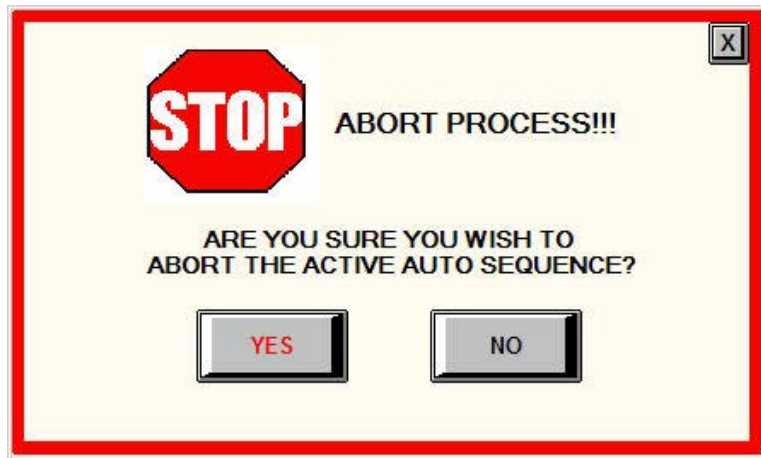 X
STOP
ABORT PROCESS!!!
ARE YOU SURE YOU WISH TO
ABORT THE ACTIVE AUTO SEQUENCE?
YES
NO